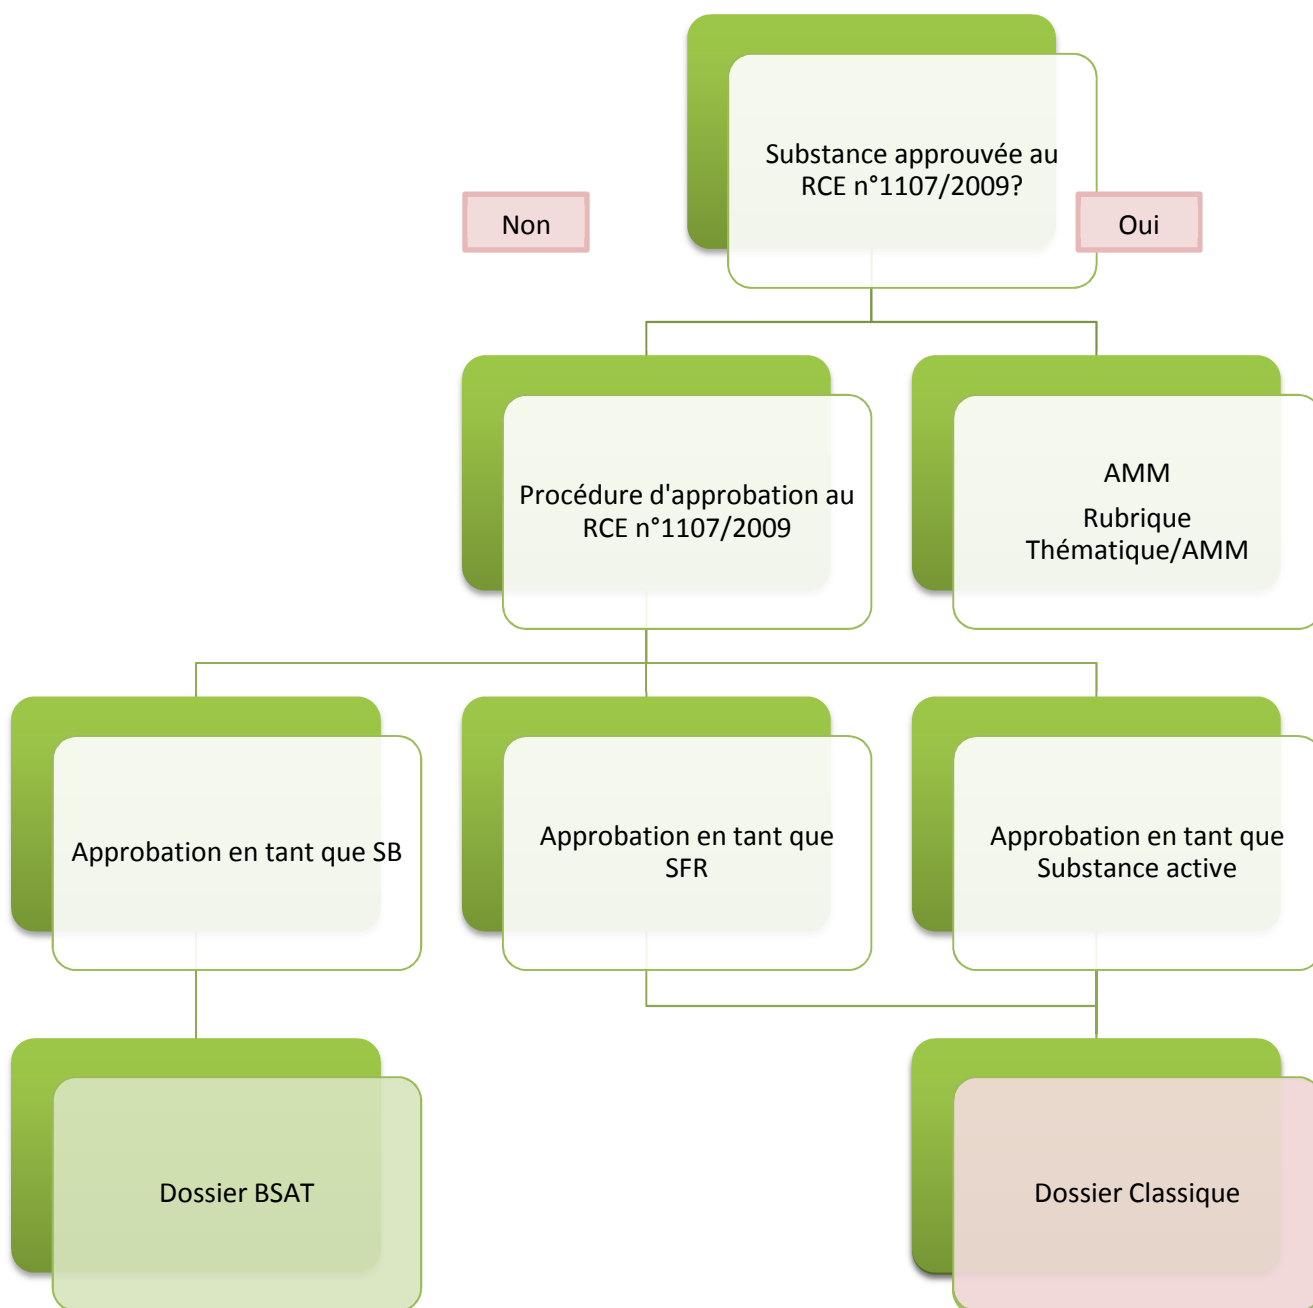 Substance approuvée au
RCE n°1107/2009?
Non
Oui
Procédure d'approbation au
RCE n°1107/2009
AMM
Rubrique
Thématique/AMM
Approbation en tant que SB
Approbation en tant que
SFR
Approbation en tant que
Substance active
Dossier BSAT
Dossier Classique